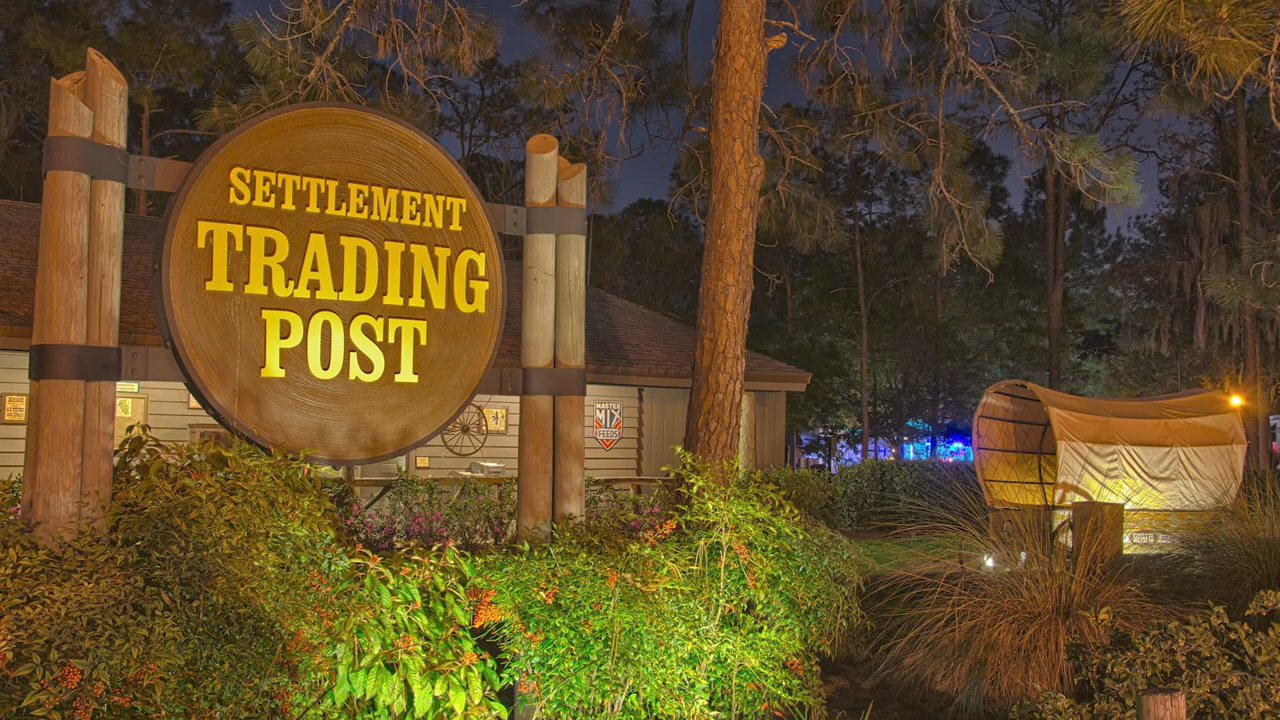 SETTLEMENT
TRADING
POST
MASTER
MIX
FEEDS